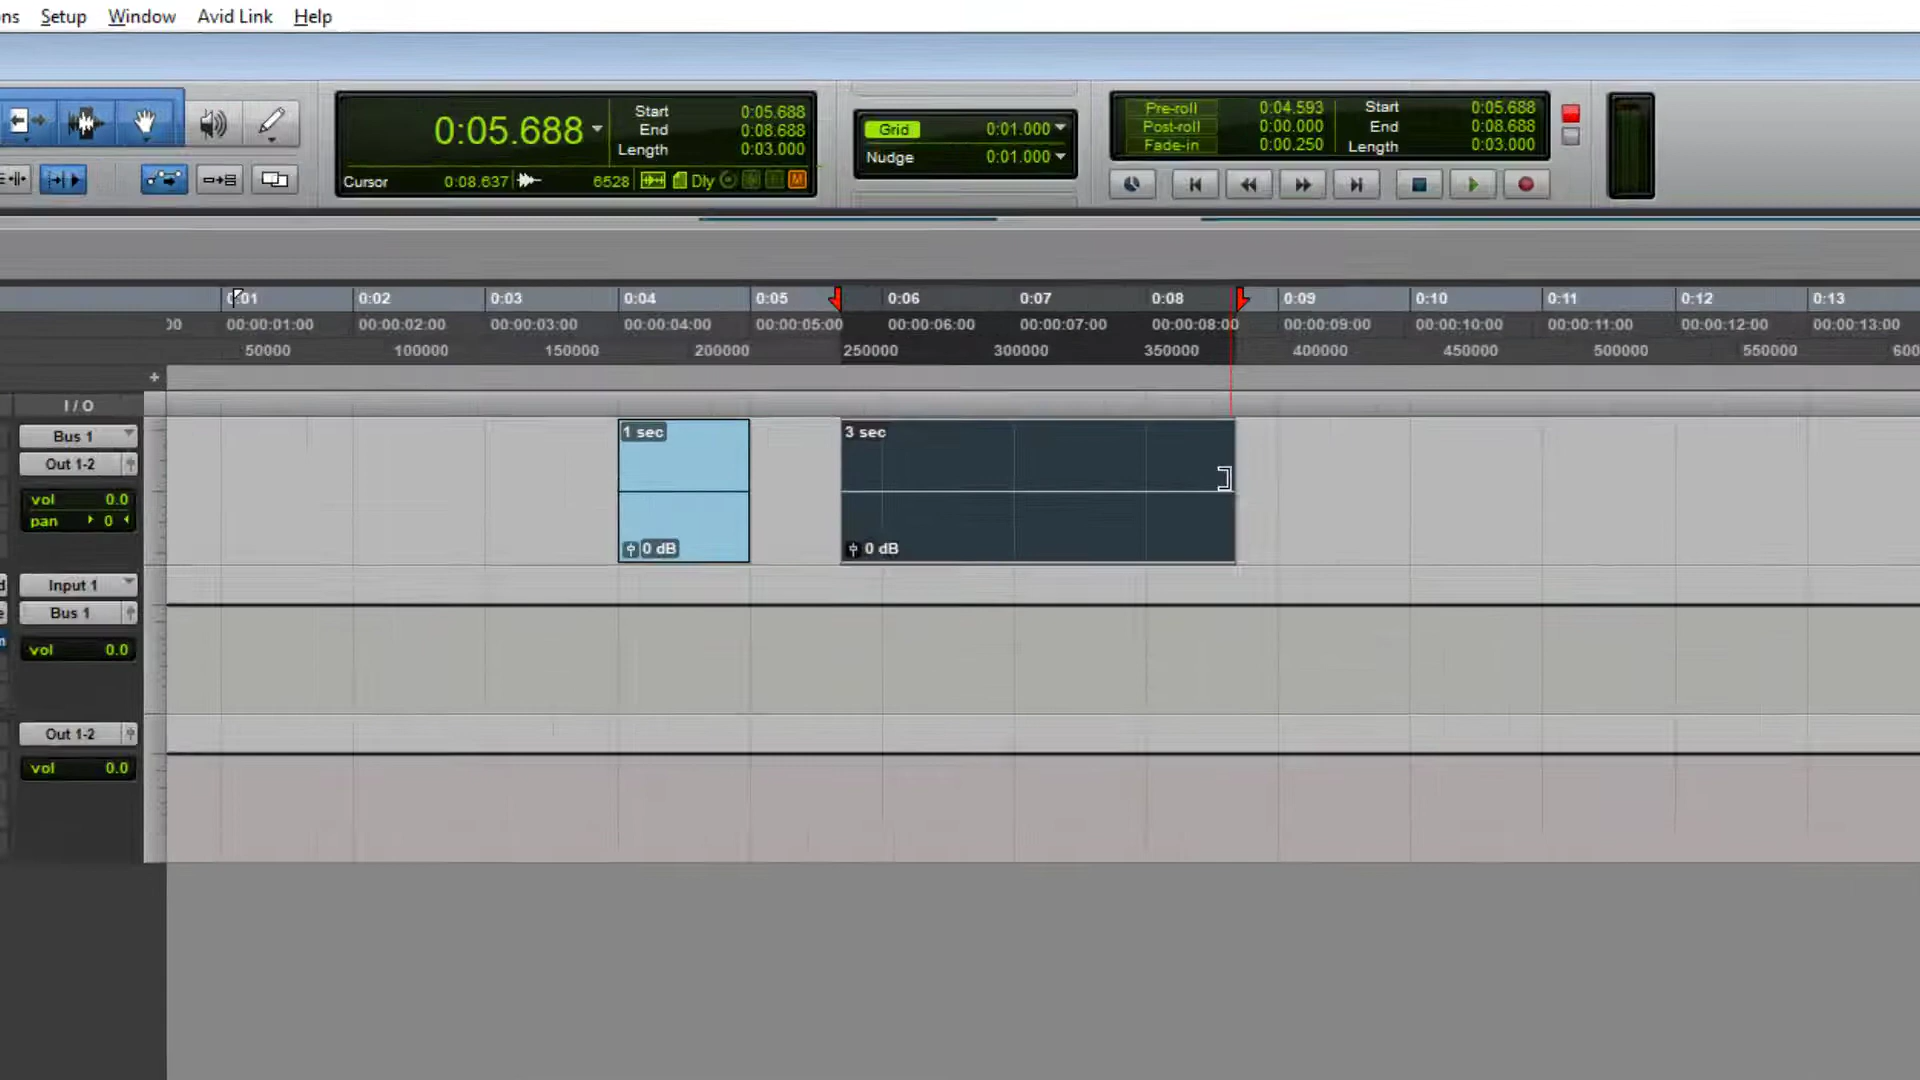 ns Setup Window Avid Link Help
0:05.688
Start 0:05.688
End 0:08.688
Length 0:03.000
Cursor 0:08.637 6528 Dly M
Grid 0:01.000
Nudge 0:01.000
Pre-roll 0:04.593 Start 0:05.688
Post-roll 0:00.000 End 0:08.688
Fade-in 0:00.250 Length 0:03.000
0:01 0:02 0:03 0:04 0:05 0:06 0:07 0:08 0:09 0:10 0:11 0:12 0:13
00 00:00:01:00 00:00:02:00 00:00:03:00 00:00:04:00 00:00:05:00 00:00:06:00 00:00:07:00 00:00:08:00 00:00:09:00 00:00:10:00 00:00:11:00 00:00:12:00 00:00:13:00
50000 100000 150000 200000 250000 300000 350000 400000 450000 500000 550000 600
+
I / O
Bus 1
Out 1-2
vol 0.0
pan 0
1 sec
0 dB
3 sec
0 dB
Input 1
Bus 1
vol 0.0
Out 1-2
vol 0.0